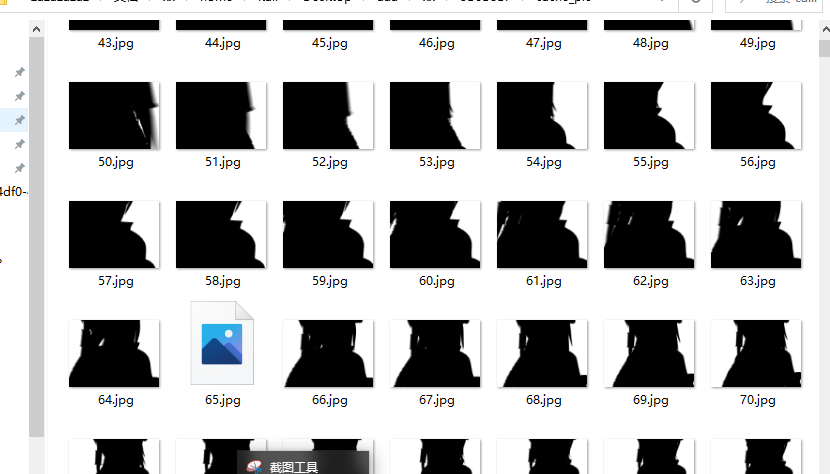 43.jpg 44.jpg 45.jpg 46.jpg 47.jpg 48.jpg 49.jpg
50.jpg 51.jpg 52.jpg 53.jpg 54.jpg 55.jpg 56.jpg
4df0-
57.jpg 58.jpg 59.jpg 60.jpg 61.jpg 62.jpg 63.jpg
64.jpg 65.jpg 66.jpg 67.jpg 68.jpg 69.jpg 70.jpg
截图工具